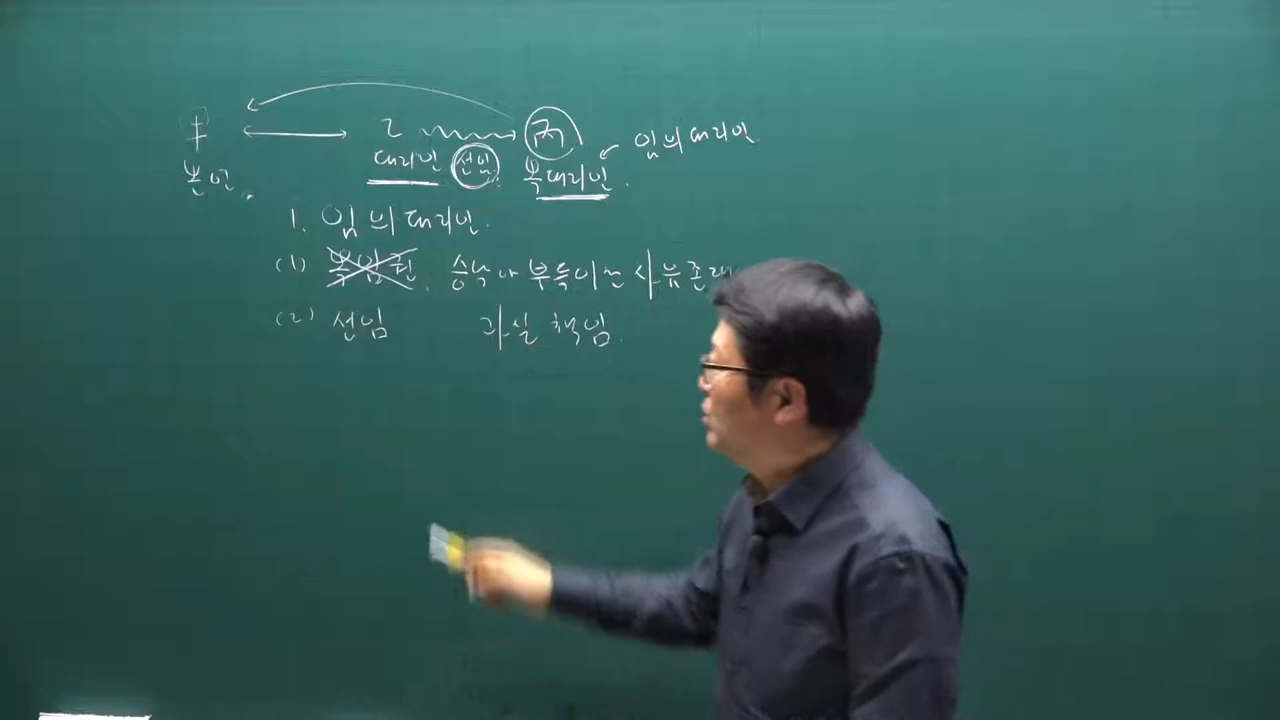 乙 임의대리인
본인. 대리인 선임. 복대리인.
1. 임의대리인.
(1) 복임권. 승낙 or 부득이한 사유 존재
(2) 선임 과실 책임.